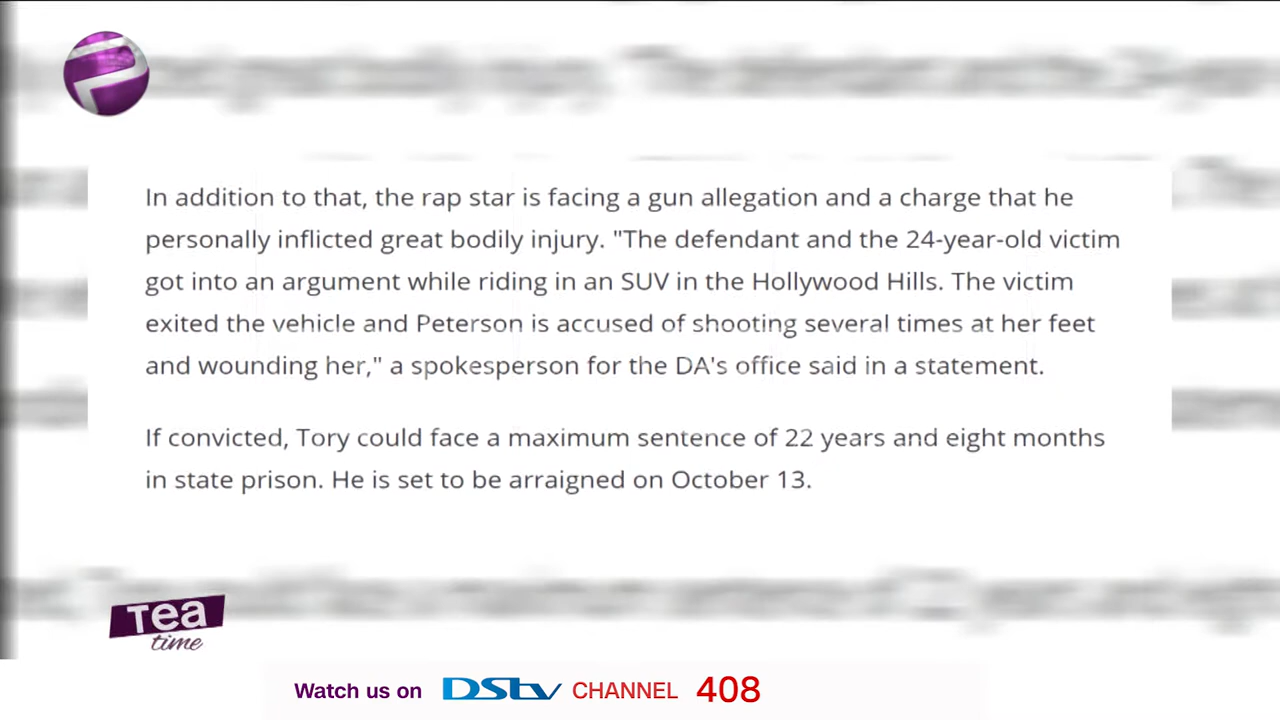 In addition to that, the rap star is facing a gun allegation and a charge that he
personally inflicted great bodily injury. "The defendant and the 24-year-old victim
got into an argument while riding in an SUV in the Hollywood Hills. The victim
exited the vehicle and Peterson is accused of shooting several times at her feet
and wounding her," a spokesperson for the DA's office said in a statement.
If convicted, Tory could face a maximum sentence of 22 years and eight months
in state prison. He is set to be arraigned on October 13.
Tea
time
Watch us on DStv CHANNEL 408